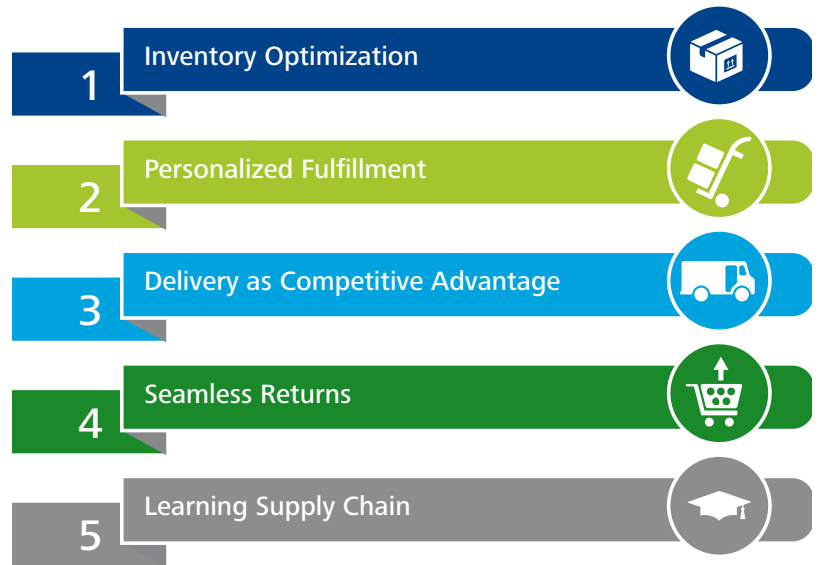 1
Inventory Optimization
2
Personalized Fulfillment
3
Delivery as Competitive Advantage
4
Seamless Returns
5
Learning Supply Chain